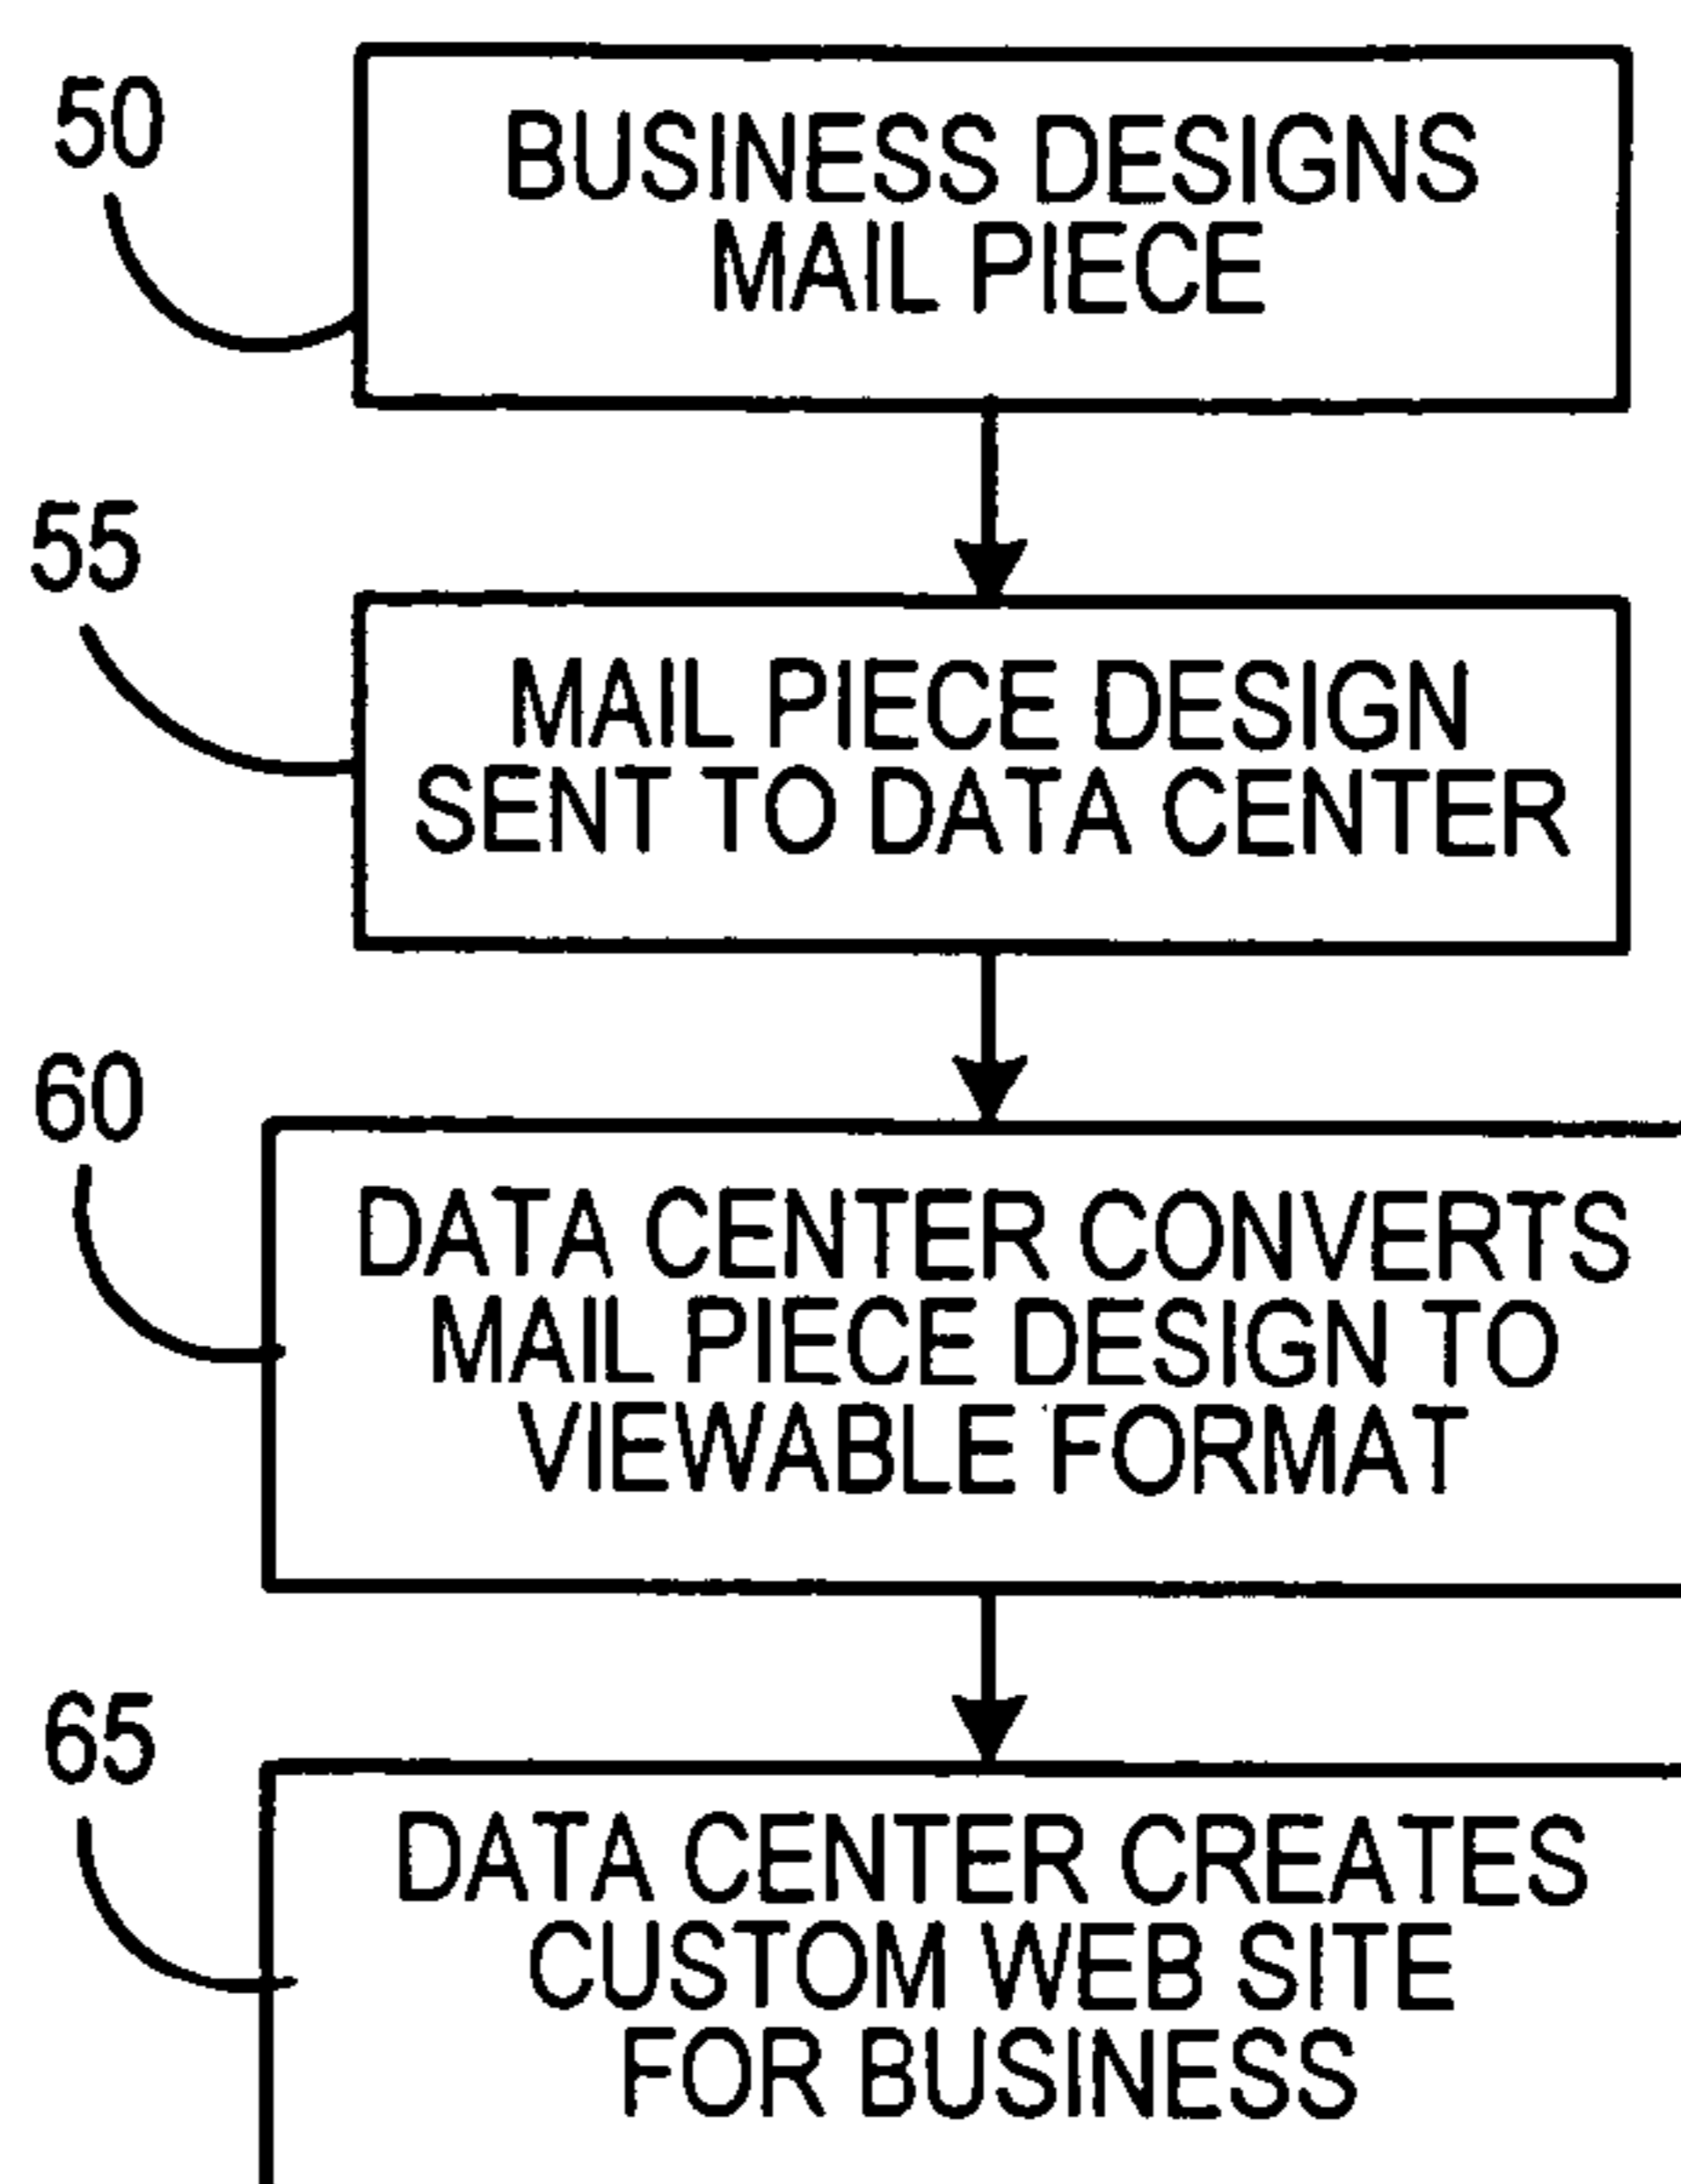 50
BUSINESS DESIGNS
MAIL PIECE
55
MAIL PIECE DESIGN
SENT TO DATA CENTER
60
DATA CENTER CONVERTS
MAIL PIECE DESIGN TO
VIEWABLE FORMAT
65
DATA CENTER CREATES
CUSTOM WEB SITE
FOR BUSINESS